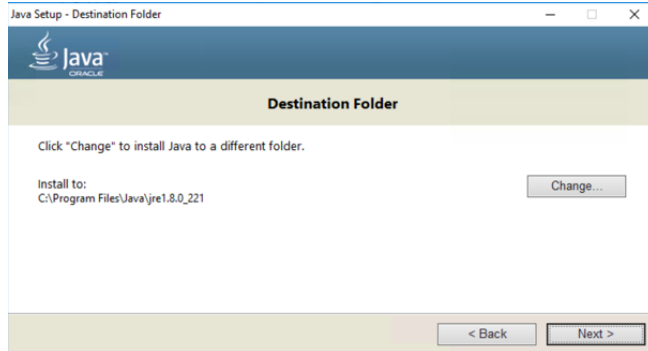 Java Setup - Destination Folder
Java
ORACLE
Destination Folder
Click "Change" to install Java to a different folder.
Install to:
C:\Program Files\Java\jre1.8.0_221
Change...
< Back
Next >